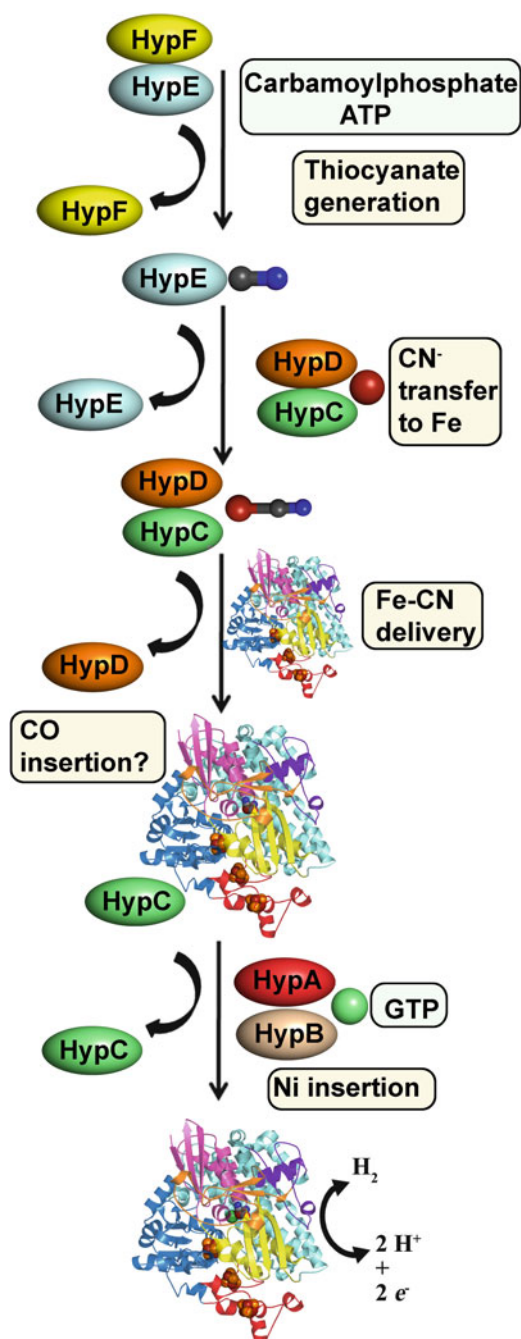 HypF
HypE
Carbamoylphosphate
ATP
Thiocyanate
generation
HypF
HypE
HypD
HypC
CN⁻
transfer
to Fe
HypE
HypD
HypC
Fe-CN
delivery
HypD
CO
insertion?
HypC
HypA
HypB
GTP
HypC
Ni insertion
H₂
2 H⁺
+
2 e⁻